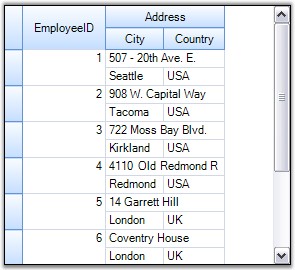 EmployeeID Address
City Country
1 507 - 20th Ave. E.
Seattle USA
2 908 W. Capital Way
Tacoma USA
3 722 Moss Bay Blvd.
Kirkland USA
4 4110 Old Redmond R
Redmond USA
5 14 Garrett Hill
London UK
6 Coventry House
London UK